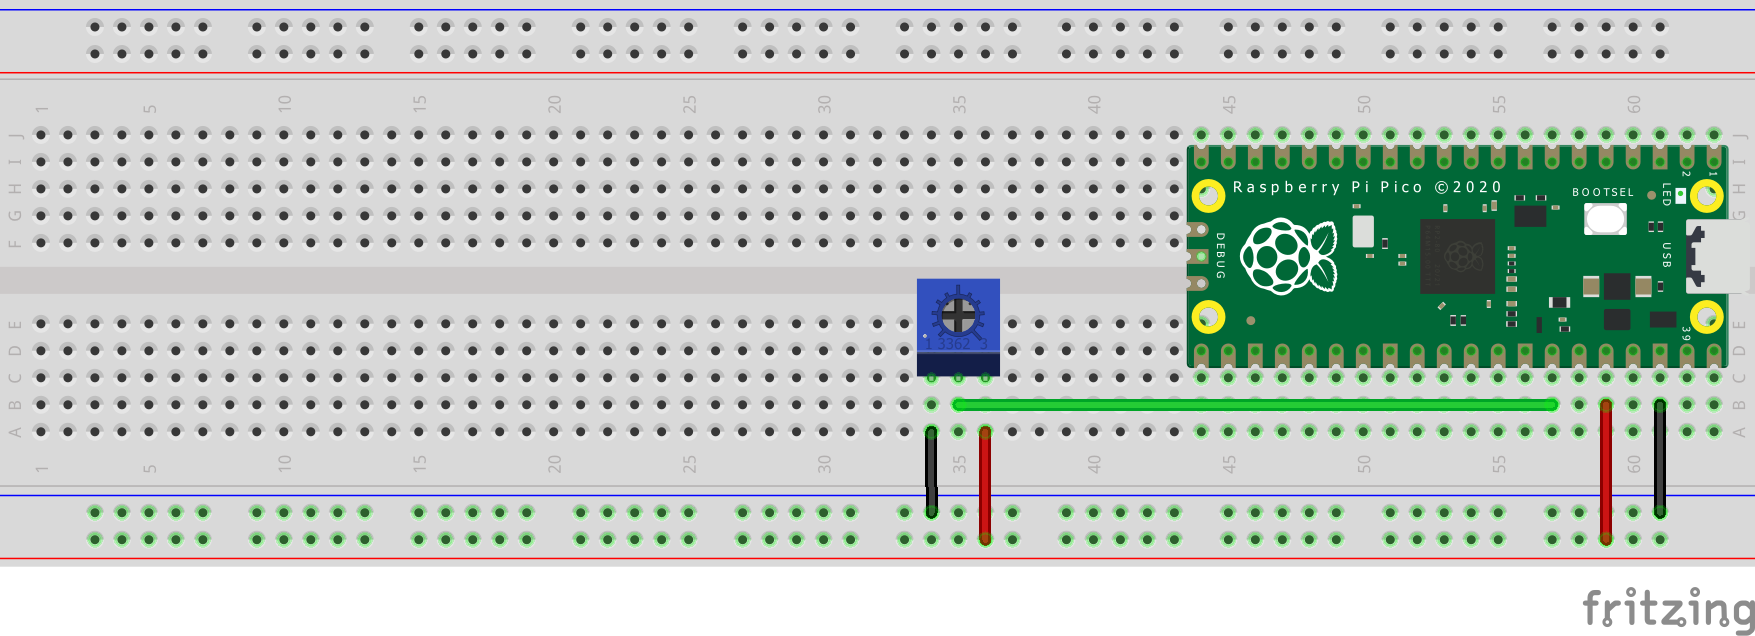 1 5 10 15 20 25 30 35 40 45 50 55 60
J J
I I
H H
G G
F
Raspberry Pi Pico ©2020
BOOTSEL
LED
2
1
DEBUG
USB
39
E E
D D
C C
B B
A A
1 3362 3
1 5 10 15 20 25 30 35 40 45 50 55 60
fritzing